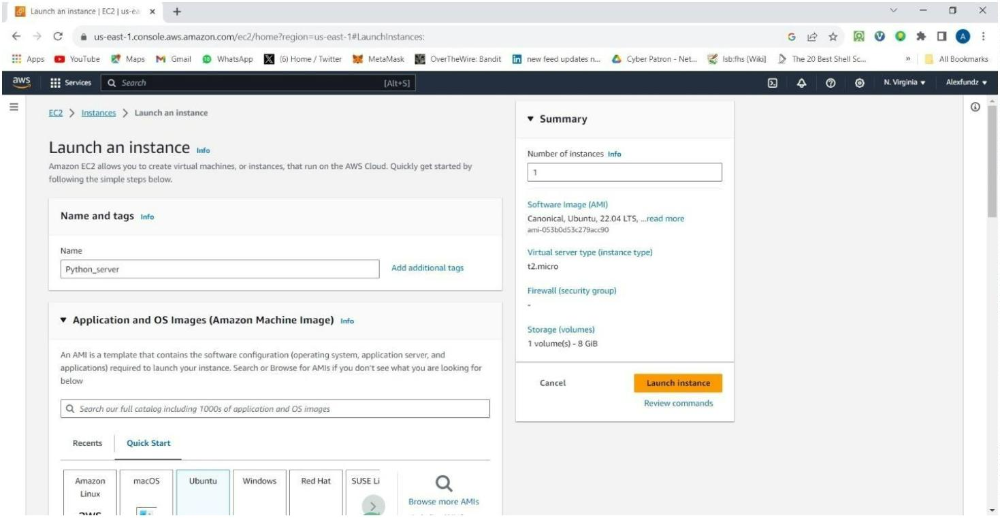 Launch an instance | EC2 | us-ea
us-east-1.console.aws.amazon.com/ec2/home?region=us-east-1#LaunchInstances:
G
A
Apps YouTube Maps Gmail WhatsApp (6) Home / Twitter MetaMask OverTheWire: Bandit new feed updates n... Cyber Patron - Net... lsb:fhs [Wiki] The 20 Best Shell Sc... » All Bookmarks
aws Services Search [Alt+S] N. Virginia Alexfundz
EC2 > Instances > Launch an instance
Launch an instance Info
Amazon EC2 allows you to create virtual machines, or instances, that run on the AWS Cloud. Quickly get started by
following the simple steps below.
Name and tags Info
Name
Python_server
Add additional tags
Application and OS Images (Amazon Machine Image) Info
An AMI is a template that contains the software configuration (operating system, application server, and
applications) required to launch your instance. Search or Browse for AMIs if you don't see what you are looking for
below
Search our full catalog including 1000s of application and OS images
Recents Quick Start
Amazon
Linux
aws
macOS
Ubuntu
Windows
Red Hat
SUSE Li
Browse more AMIs
Summary
Number of instances Info
1
Software Image (AMI)
Canonical, Ubuntu, 22.04 LTS, ...read more
ami-053b0d53c279acc90
Virtual server type (instance type)
t2.micro
Firewall (security group)
-
Storage (volumes)
1 volume(s) - 8 GiB
Cancel
Launch instance
Review commands